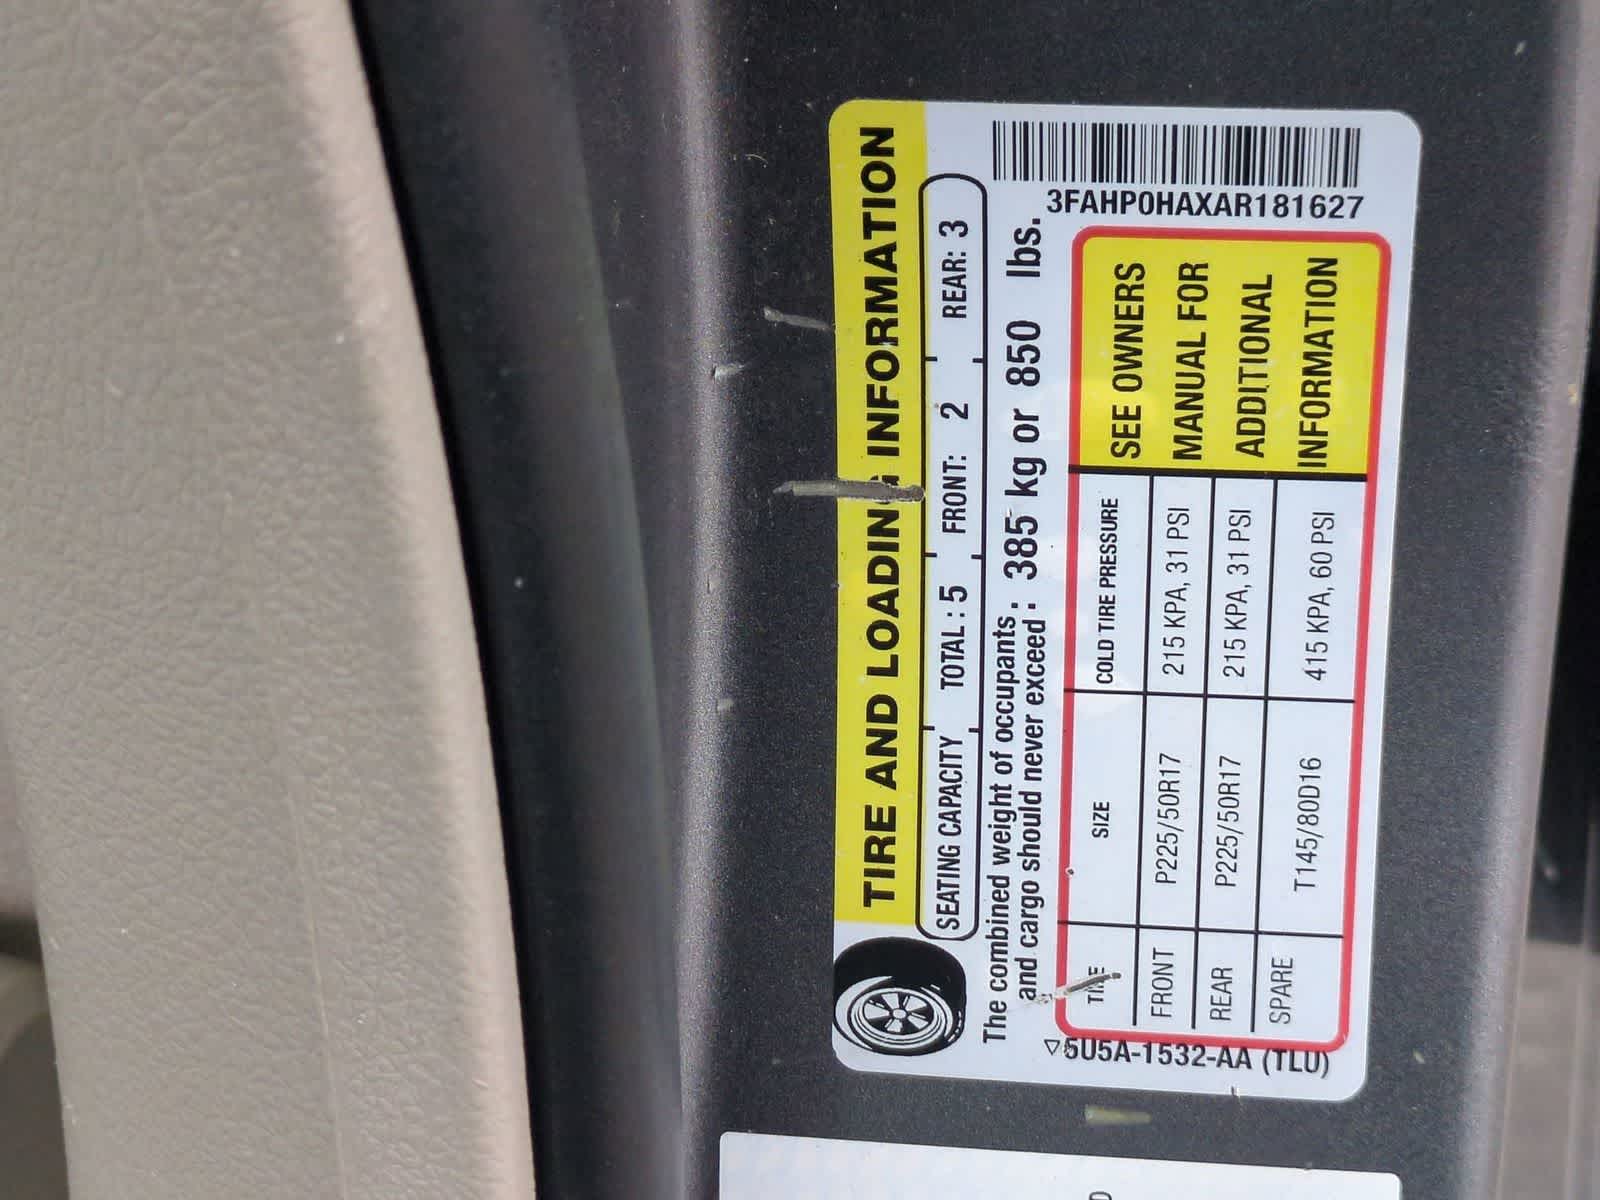 TIRE AND LOADING INFORMATION
SEATING CAPACITY TOTAL : 5 FRONT: 2 REAR: 3
The combined weight of occupants : 385 kg or 850 lbs.
and cargo should never exceed :
3FAHP0HAXAR181627
TIRE SIZE COLD TIRE PRESSURE
FRONT P225/50R17 215 KPA, 31 PSI
REAR P225/50R17 215 KPA, 31 PSI
SPARE T145/80D16 415 KPA, 60 PSI
SEE OWNERS
MANUAL FOR
ADDITIONAL
INFORMATION
5U5A-1532-AA (TLU)